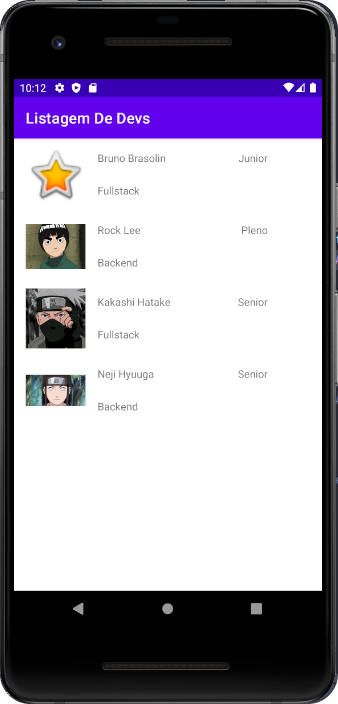 10:12
Listagem De Devs
Bruno Brasolin Junior
Fullstack
Rock Lee Pleno
Backend
Kakashi Hatake Senior
Fullstack
Neji Hyuuga Senior
Backend